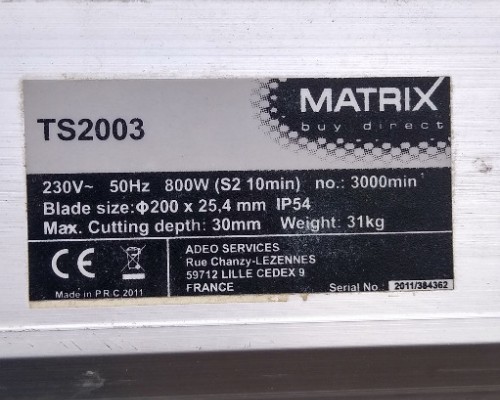 MATRIX
buy direct
TS2003
230V~ 50Hz 800W (S2 10min) no.: 3000min
Blade size:Φ200 x 25,4 mm IP54
Max. Cutting depth: 30mm Weight: 31kg
CE
Made in P.R.C 2011
ADEO SERVICES
Rue Chanzy-LEZENNES
59712 LILLE CEDEX 9
FRANCE
Serial No.: 2011/384362